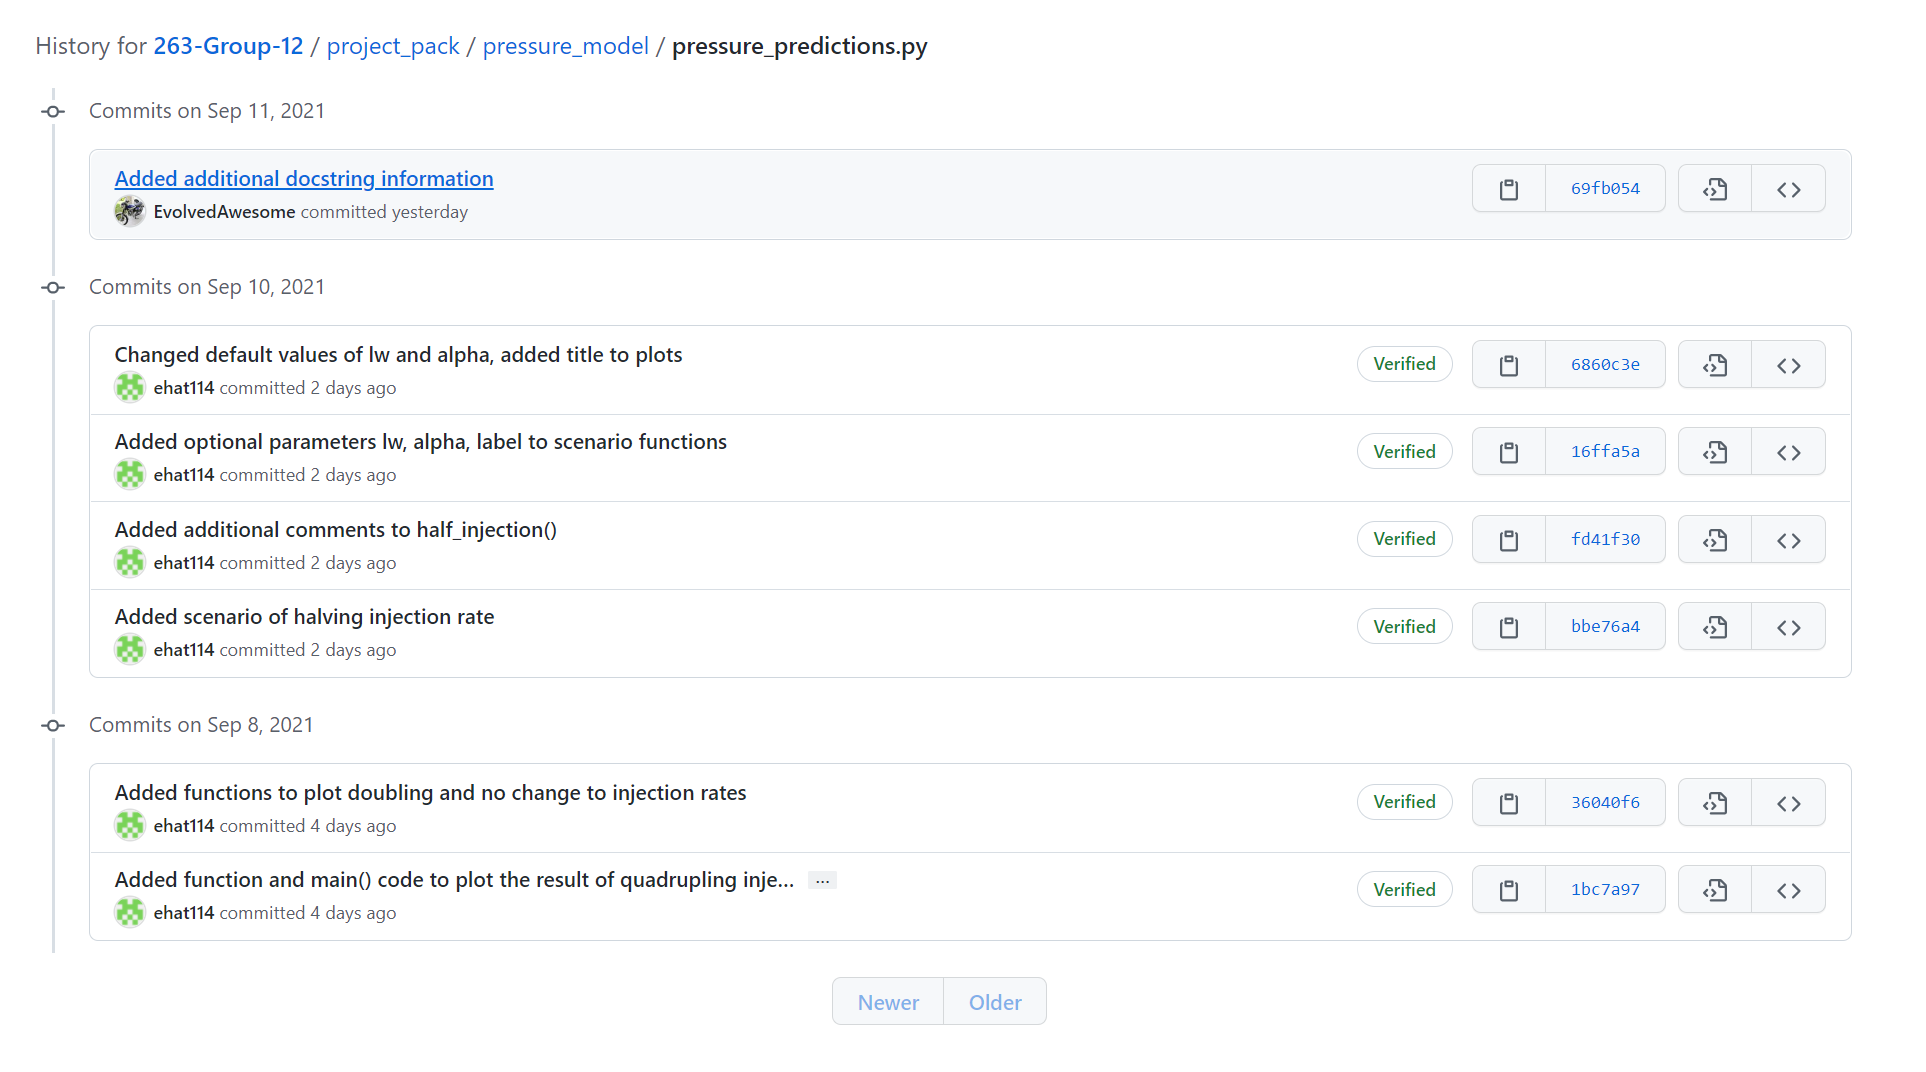 History for 263-Group-12 / project_pack / pressure_model / pressure_predictions.py
Commits on Sep 11, 2021
Added additional docstring information
69fb054
EvolvedAwesome committed yesterday
Commits on Sep 10, 2021
Changed default values of lw and alpha, added title to plots
Verified 6860c3e
ehat114 committed 2 days ago
Added optional parameters lw, alpha, label to scenario functions
Verified 16ffa5a
ehat114 committed 2 days ago
Added additional comments to half_injection()
Verified fd41f30
ehat114 committed 2 days ago
Added scenario of halving injection rate
Verified bbe76a4
ehat114 committed 2 days ago
Commits on Sep 8, 2021
Added functions to plot doubling and no change to injection rates
Verified 36040f6
ehat114 committed 4 days ago
Added function and main() code to plot the result of quadrupling inje... ...
Verified 1bc7a97
ehat114 committed 4 days ago
Newer Older